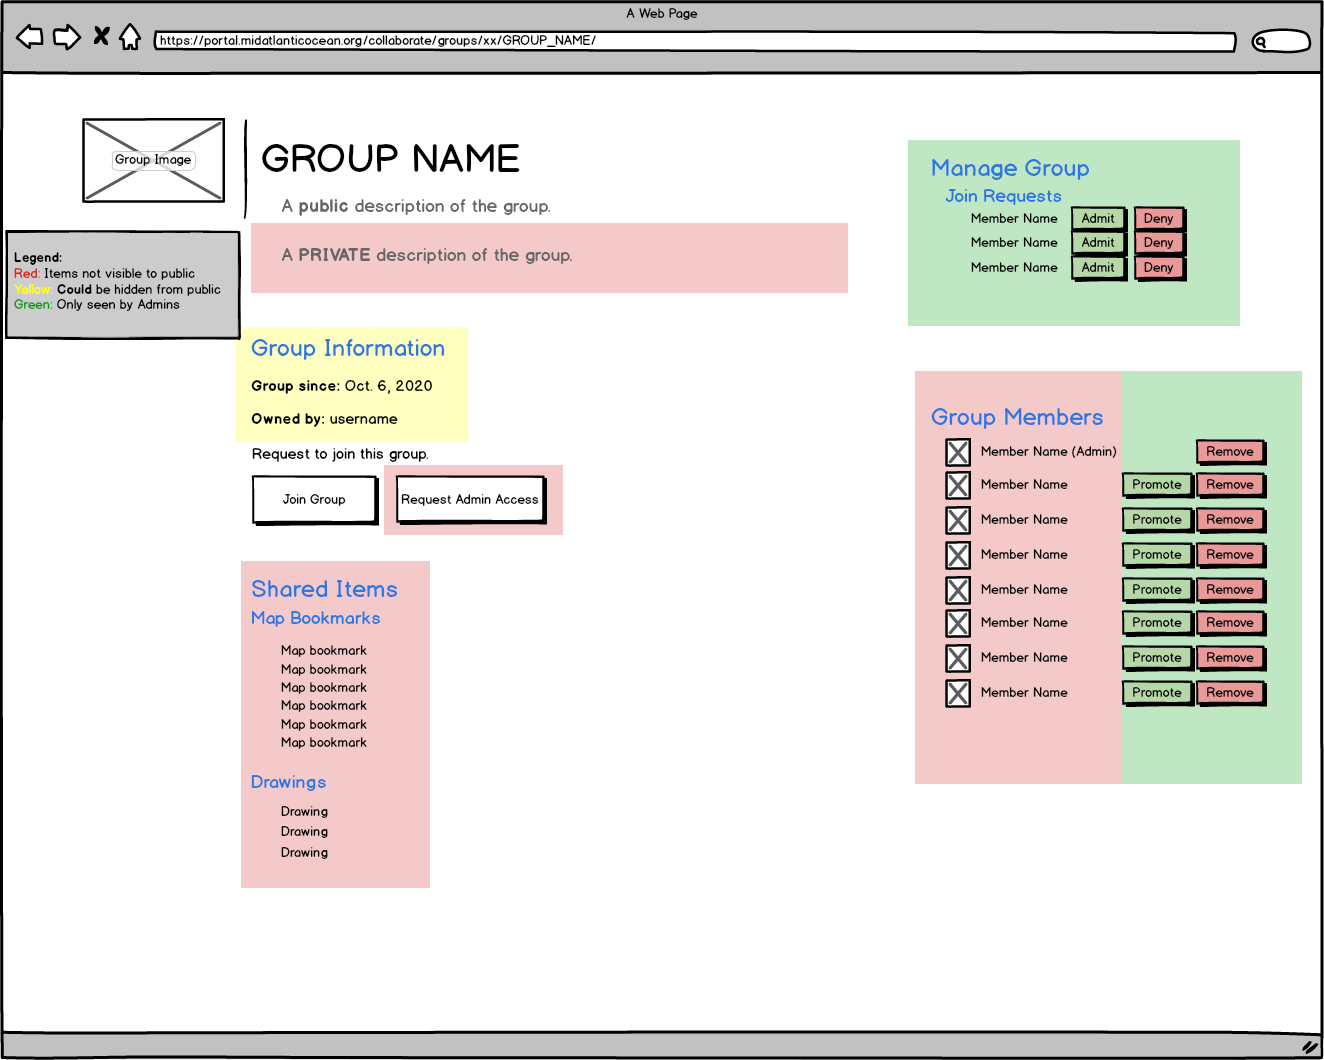 A Web Page
https://portal.midatlanticocean.org/collaborate/groups/xx/GROUP_NAME/
Group Image
GROUP NAME
A public description of the group.
A PRIVATE description of the group.
Legend:
Red: Items not visible to public
Yellow: Could be hidden from public
Green: Only seen by Admins
Group Information
Group since: Oct. 6, 2020
Owned by: username
Request to join this group.
Join Group
Request Admin Access
Shared Items
Map Bookmarks
Map bookmark
Map bookmark
Map bookmark
Map bookmark
Map bookmark
Map bookmark
Drawings
Drawing
Drawing
Drawing
Manage Group
Join Requests
Member Name Admit Deny
Member Name Admit Deny
Member Name Admit Deny
Group Members
Member Name (Admin) Remove
Member Name Promote Remove
Member Name Promote Remove
Member Name Promote Remove
Member Name Promote Remove
Member Name Promote Remove
Member Name Promote Remove
Member Name Promote Remove